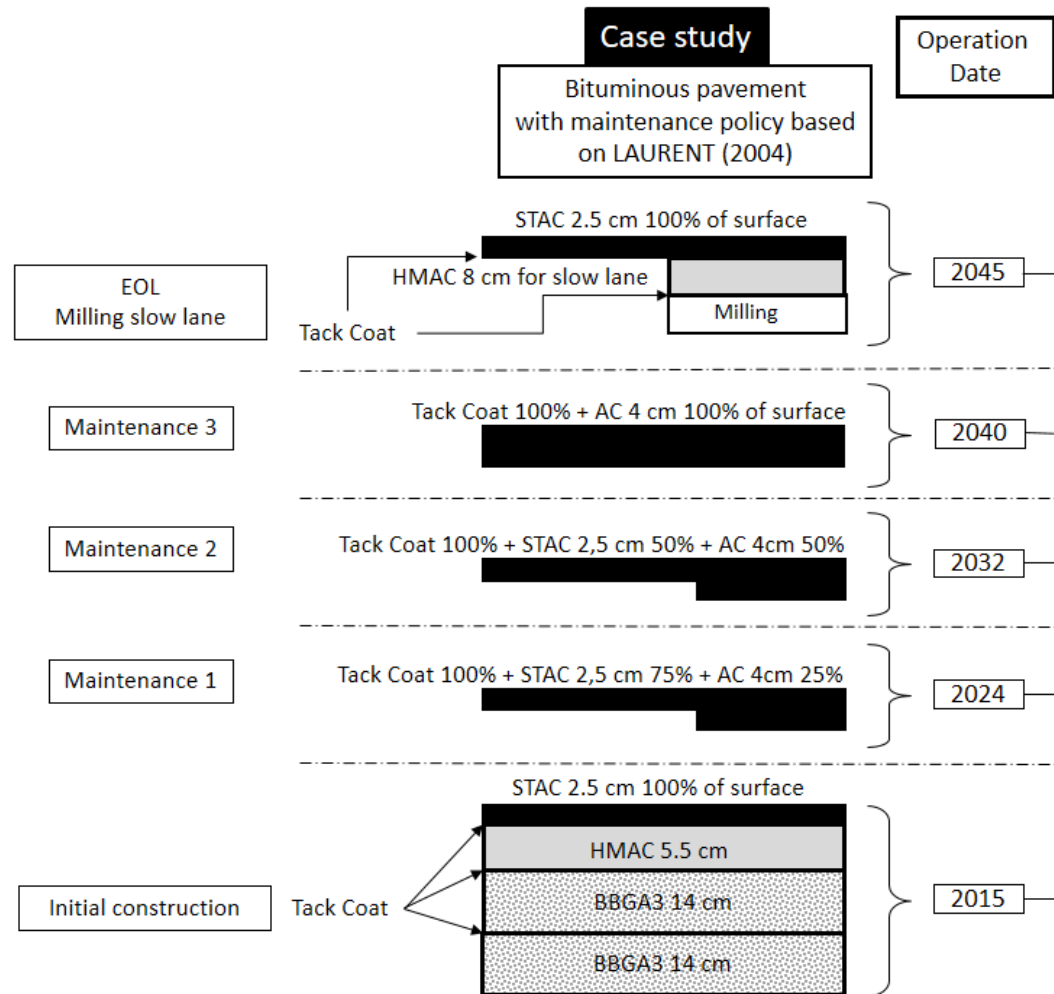 Case study
Operation
Date
Bituminous pavement
with maintenance policy based
on LAURENT (2004)
STAC 2.5 cm 100% of surface
EOL
Milling slow lane
HMAC 8 cm for slow lane
2045
Milling
Tack Coat
Maintenance 3
Tack Coat 100% + AC 4 cm 100% of surface
2040
Maintenance 2
Tack Coat 100% + STAC 2,5 cm 50% + AC 4cm 50%
2032
Maintenance 1
Tack Coat 100% + STAC 2,5 cm 75% + AC 4cm 25%
2024
STAC 2.5 cm 100% of surface
HMAC 5.5 cm
Initial construction
Tack Coat
BBGA3 14 cm
2015
BBGA3 14 cm